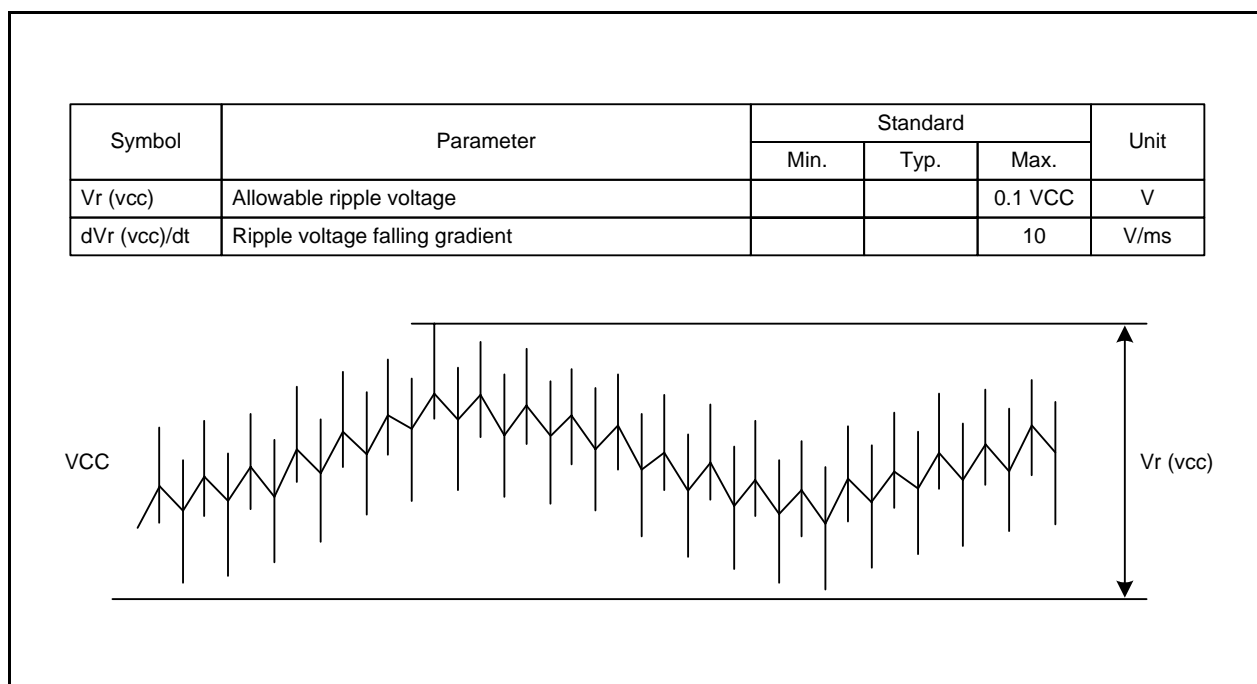 Symbol Parameter Standard Unit
Min. Typ. Max.
Vr (vcc) Allowable ripple voltage 0.1 VCC V
dVr (vcc)/dt Ripple voltage falling gradient 10 V/ms
VCC Vr (vcc)